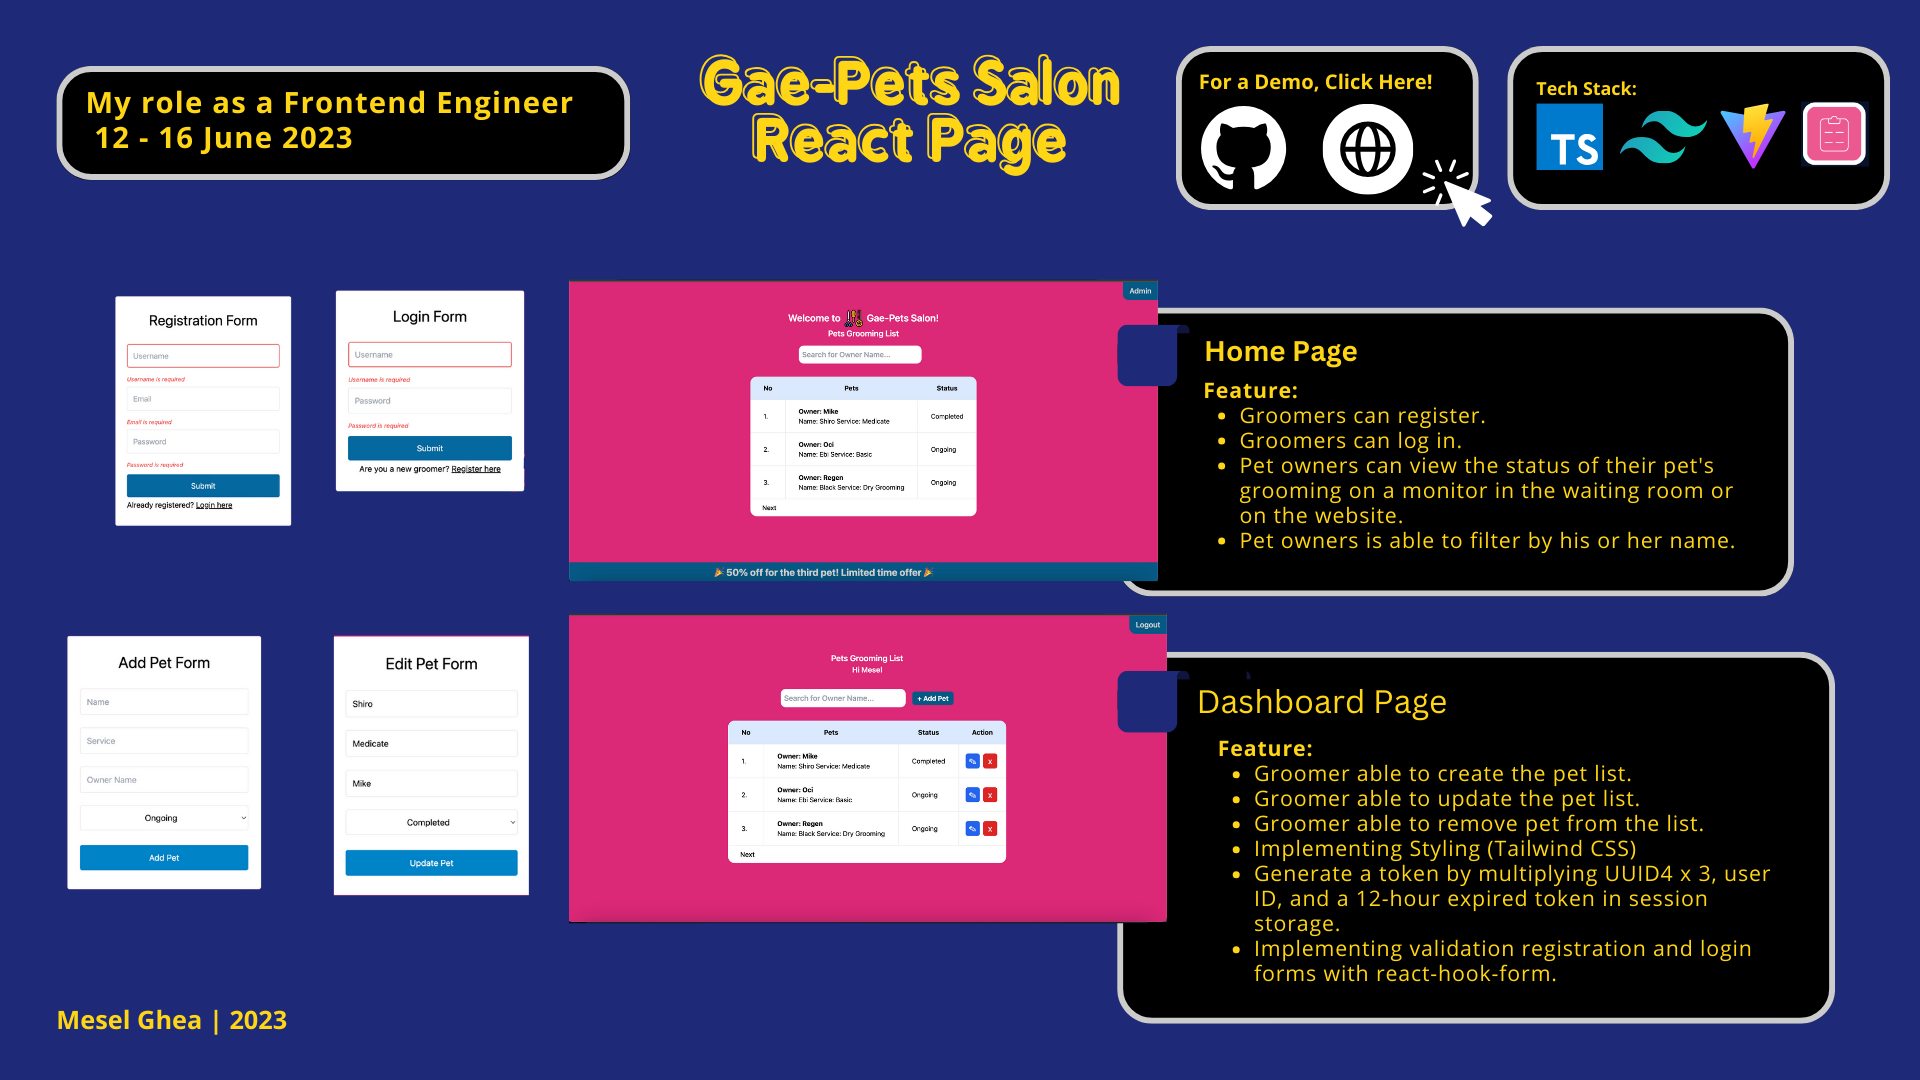 My role as a Frontend Engineer
12 - 16 June 2023
Gae-Pets Salon
React Page
For a Demo, Click Here!
Tech Stack:
TS
Registration Form
Username
Username is required
Email
Email is required
Password
Password is required
Submit
Already registered? Login here
Login Form
Username
Username is required
Password
Password is required
Submit
Are you a new groomer? Register here
Admin
Welcome to Gae-Pets Salon!
Pets Grooming List
Search for Owner Name...
No Pets Status
1. Owner: Mike
Name: Shiro Service: Medicate
Completed
2. Owner: Oci
Name: Ebi Service: Basic
Ongoing
3. Owner: Regen
Name: Black Service: Dry Grooming
Ongoing
Next
🎉 50% off for the third pet! Limited time offer 🎉
Home Page
Feature:
• Groomers can register.
• Groomers can log in.
• Pet owners can view the status of their pet's
grooming on a monitor in the waiting room or
on the website.
• Pet owners is able to filter by his or her name.
Add Pet Form
Name
Service
Owner Name
Ongoing
Add Pet
Edit Pet Form
Shiro
Medicate
Mike
Completed
Update Pet
Logout
Pets Grooming List
Hi Mesel
Search for Owner Name...
+ Add Pet
No Pets Status Action
1. Owner: Mike
Name: Shiro Service: Medicate
Completed
X
2. Owner: Oci
Name: Ebi Service: Basic
Ongoing
X
3. Owner: Regen
Name: Black Service: Dry Grooming
Ongoing
X
Next
Dashboard Page
Feature:
• Groomer able to create the pet list.
• Groomer able to update the pet list.
• Groomer able to remove pet from the list.
• Implementing Styling (Tailwind CSS)
• Generate a token by multiplying UUID4 x 3, user
ID, and a 12-hour expired token in session
storage.
• Implementing validation registration and login
forms with react-hook-form.
Mesel Ghea | 2023